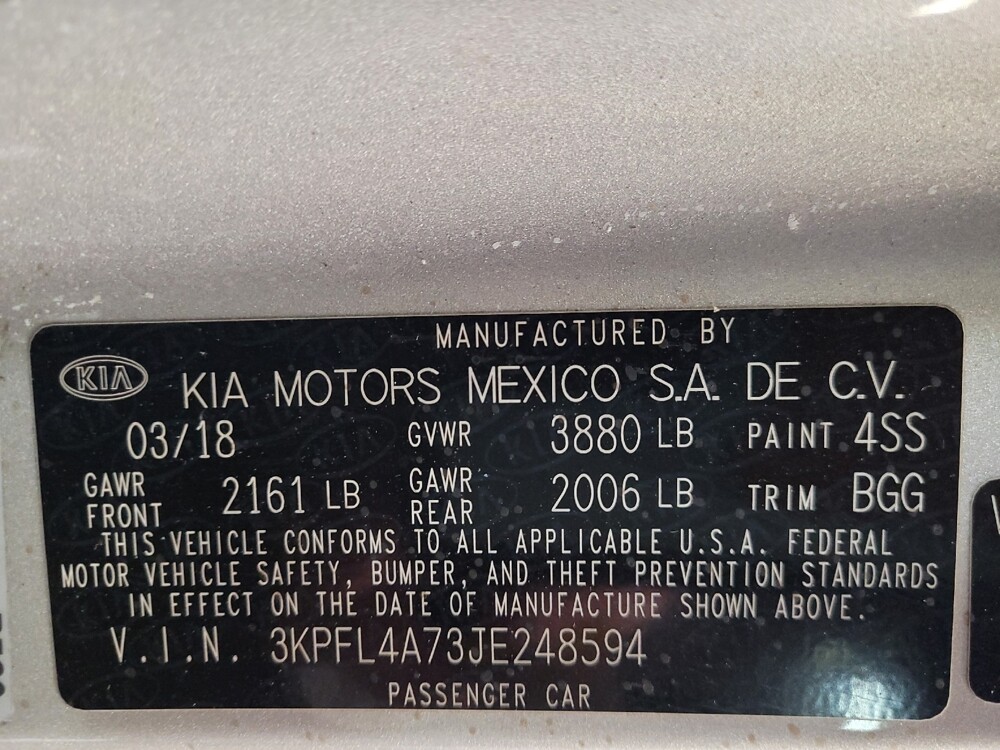 MANUFACTURED BY
KIA KIA MOTORS MEXICO S.A. DE C.V.
03/18 GVWR 3880 LB PAINT 4SS
GAWR FRONT 2161 LB GAWR REAR 2006 LB TRIM BGG
THIS VEHICLE CONFORMS TO ALL APPLICABLE U.S.A. FEDERAL
MOTOR VEHICLE SAFETY, BUMPER, AND THEFT PREVENTION STANDARDS
IN EFFECT ON THE DATE OF MANUFACTURE SHOWN ABOVE.
V.I.N. 3KPFL4A73JE248594
PASSENGER CAR